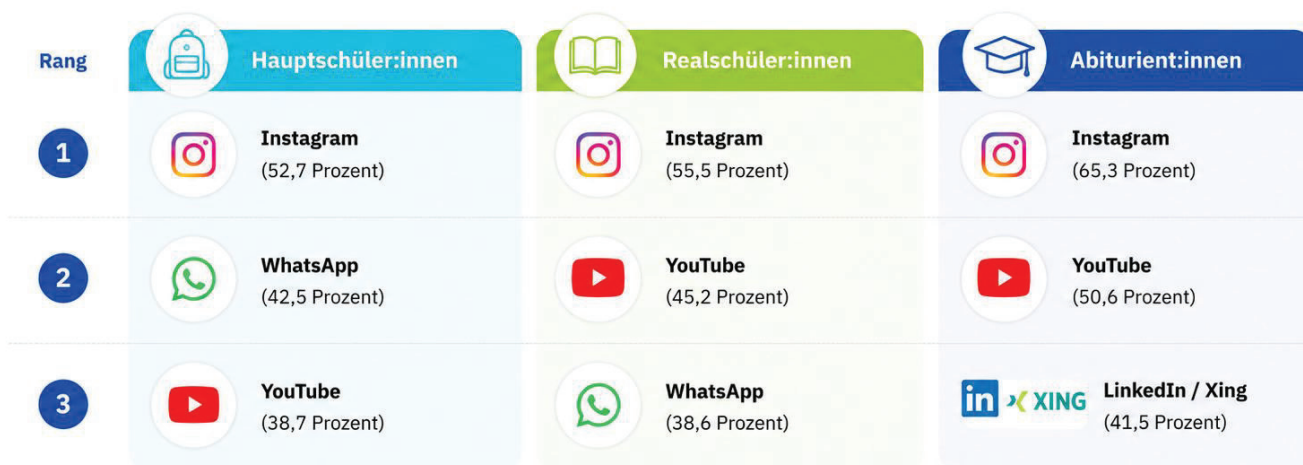 Rang
Hauptschüler:innen
Realschüler:innen
Abiturient:innen
1
Instagram
(52,7 Prozent)
Instagram
(55,5 Prozent)
Instagram
(65,3 Prozent)
2
WhatsApp
(42,5 Prozent)
YouTube
(45,2 Prozent)
YouTube
(50,6 Prozent)
3
YouTube
(38,7 Prozent)
WhatsApp
(38,6 Prozent)
in
XING
LinkedIn / Xing
(41,5 Prozent)